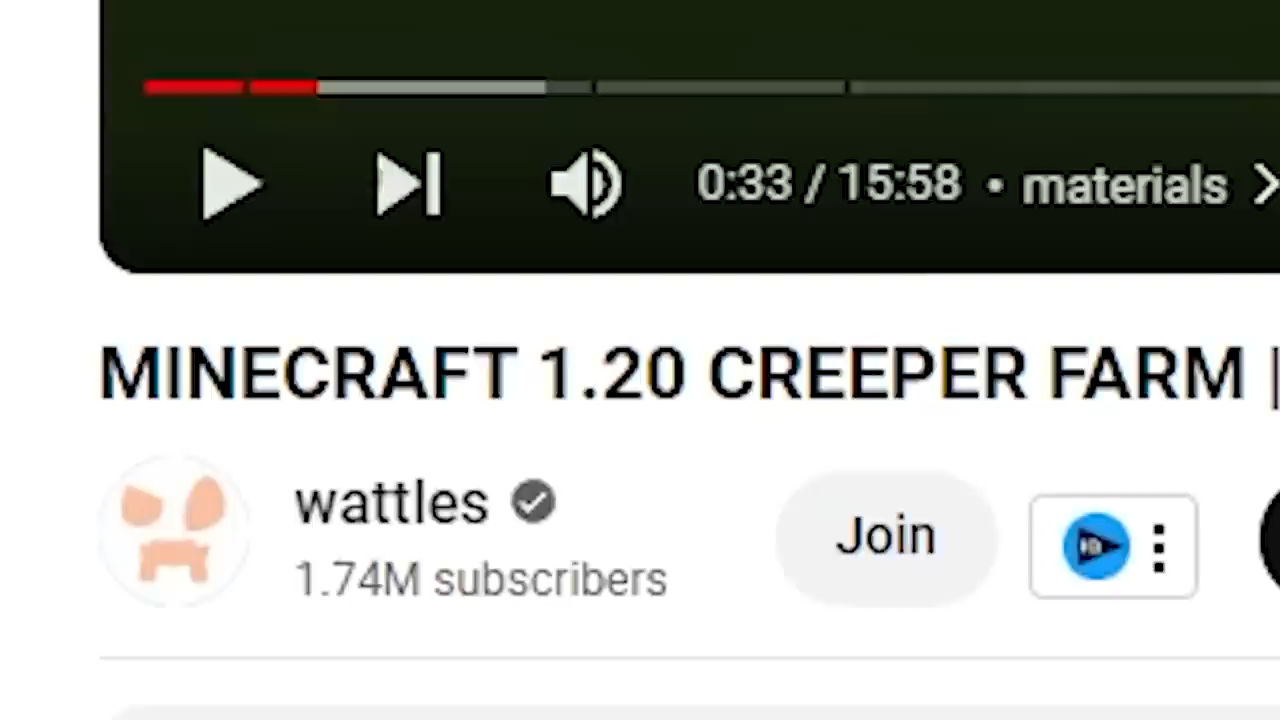 0:33 / 15:58 • materials
MINECRAFT 1.20 CREEPER FARM |
wattles
Join
1.74M subscribers